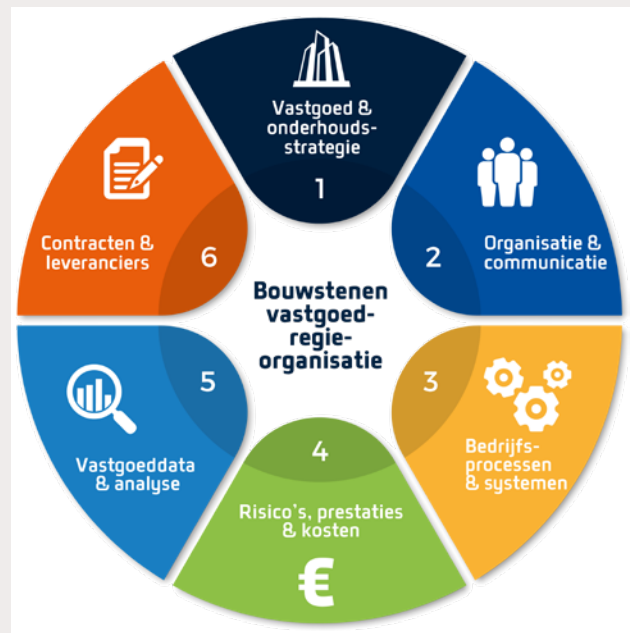 Vastgoed &
onderhouds-
strategie
1
Organisatie &
communicatie
2
3
Bedrijfs-
processen
& systemen
4
Risico's, prestaties
& kosten
€
5
Vastgoeddata
& analyse
Contracten &
leveranciers
6
Bouwstenen
vastgoed-
regie-
organisatie